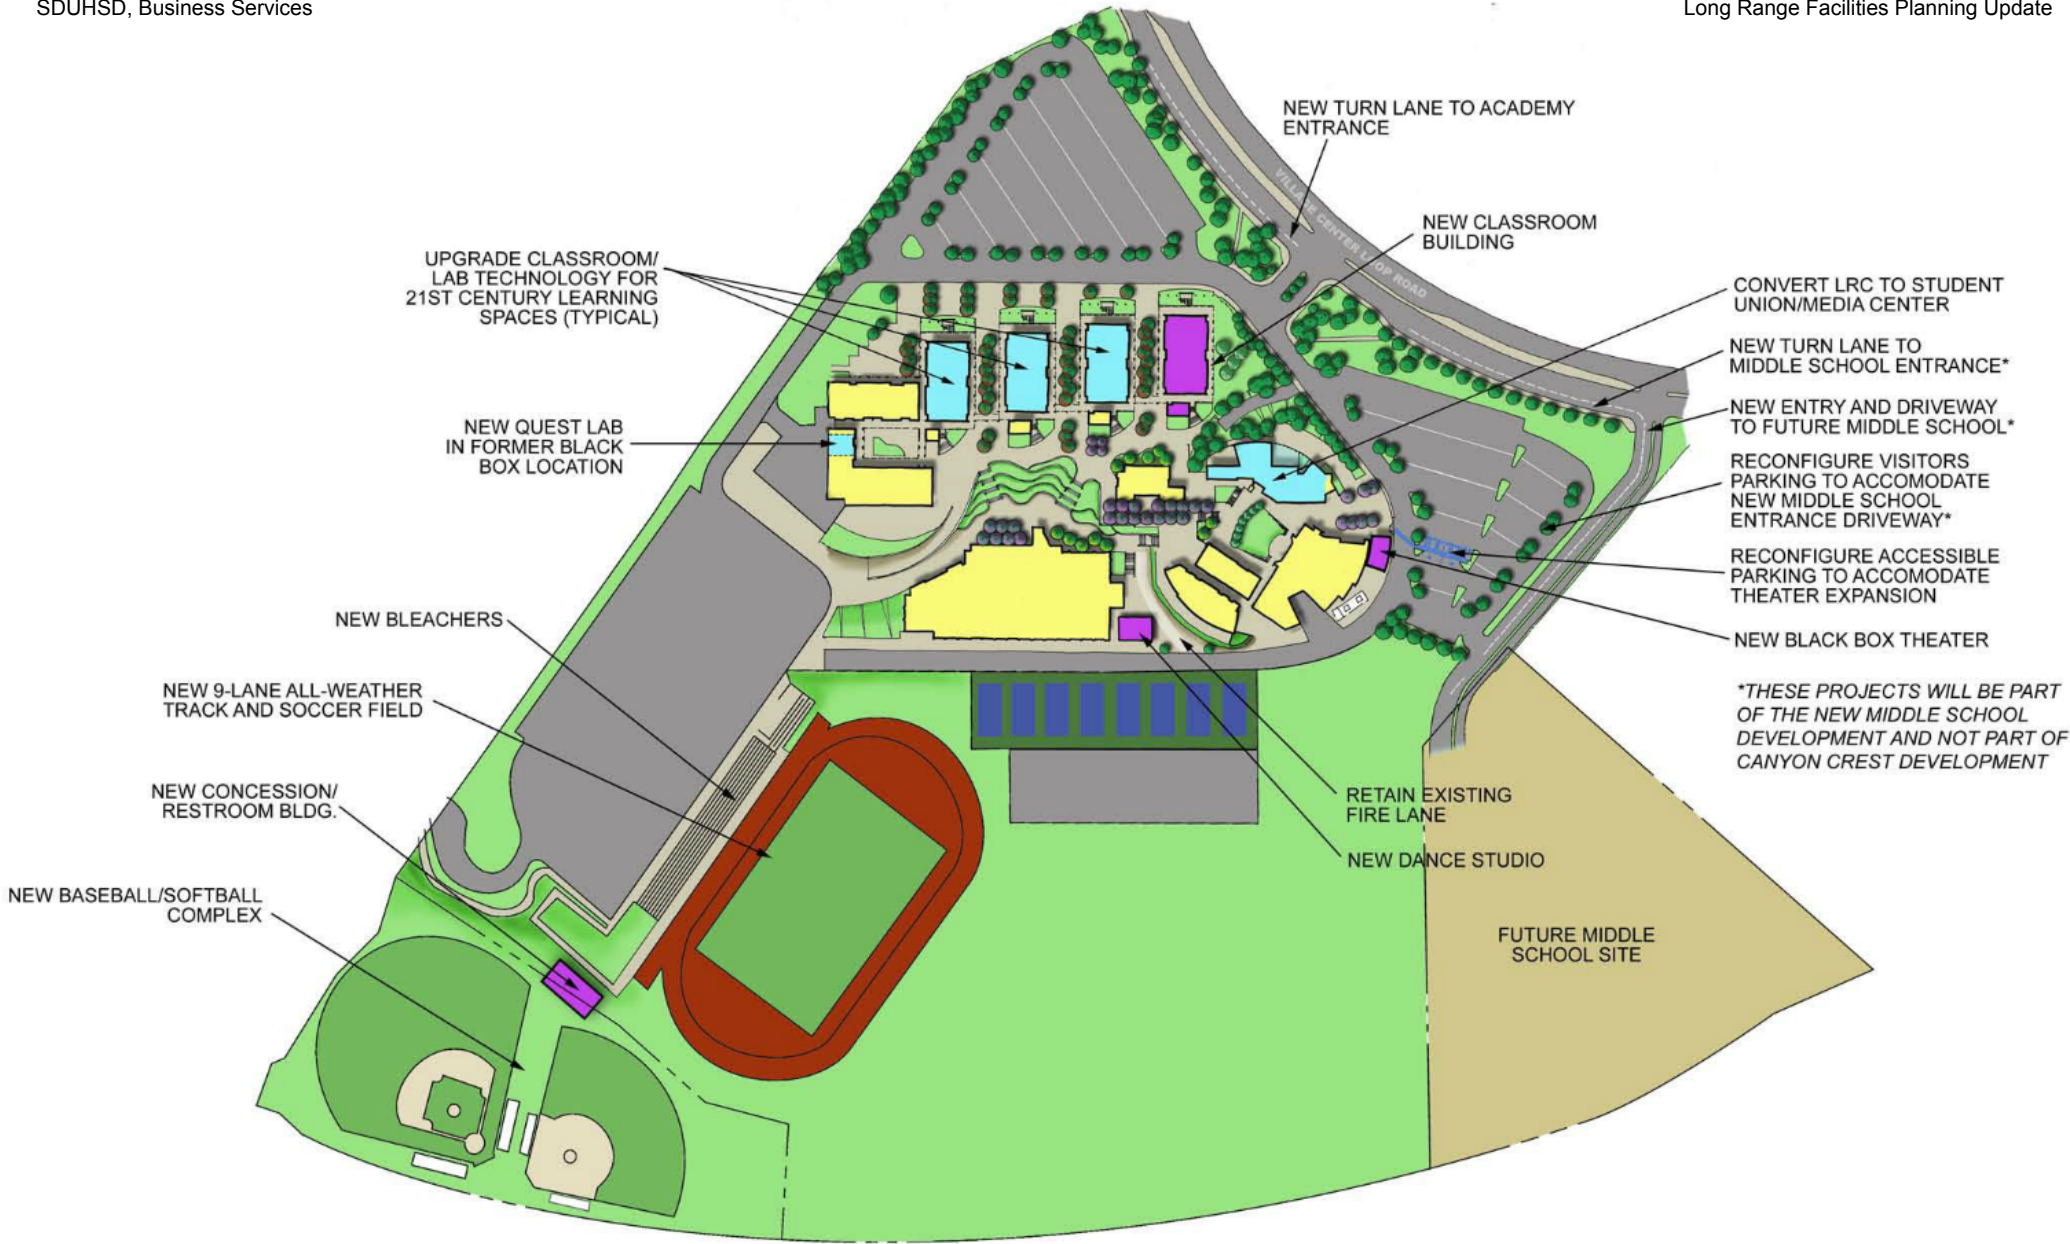 SDUHSD, Business Services
Long Range Facilities Planning Update
NEW TURN LANE TO ACADEMY
ENTRANCE
VILLAGE CENTER LOOP ROAD
NEW CLASSROOM
BUILDING
UPGRADE CLASSROOM/
LAB TECHNOLOGY FOR
21ST CENTURY LEARNING
SPACES (TYPICAL)
CONVERT LRC TO STUDENT
UNION/MEDIA CENTER
NEW TURN LANE TO
MIDDLE SCHOOL ENTRANCE*
NEW ENTRY AND DRIVEWAY
TO FUTURE MIDDLE SCHOOL*
NEW QUEST LAB
IN FORMER BLACK
BOX LOCATION
RECONFIGURE VISITORS
PARKING TO ACCOMODATE
NEW MIDDLE SCHOOL
ENTRANCE DRIVEWAY*
RECONFIGURE ACCESSIBLE
PARKING TO ACCOMODATE
THEATER EXPANSION
NEW BLEACHERS
NEW BLACK BOX THEATER
NEW 9-LANE ALL-WEATHER
TRACK AND SOCCER FIELD
*THESE PROJECTS WILL BE PART
OF THE NEW MIDDLE SCHOOL
DEVELOPMENT AND NOT PART OF
CANYON CREST DEVELOPMENT
NEW CONCESSION/
RESTROOM BLDG.
RETAIN EXISTING
FIRE LANE
NEW DANCE STUDIO
NEW BASEBALL/SOFTBALL
COMPLEX
FUTURE MIDDLE
SCHOOL SITE